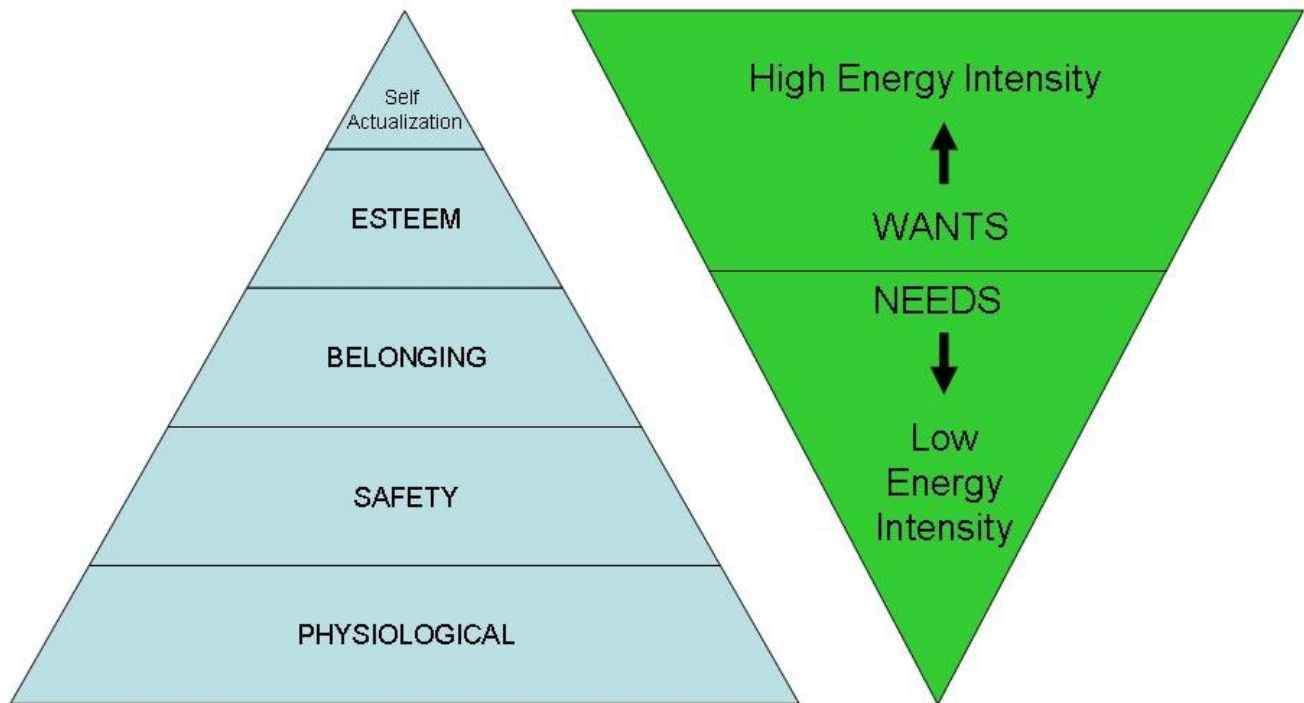 Self
Actualization
ESTEEM
BELONGING
SAFETY
PHYSIOLOGICAL
High Energy Intensity
WANTS
NEEDS
Low
Energy
Intensity